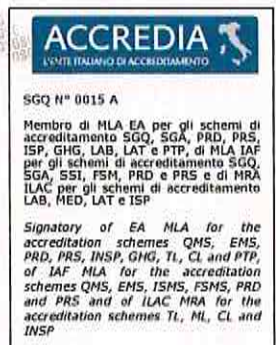 ACCREDIA
L'ENTE ITALIANO DI ACCREDITAMENTO
SGQ N° 0015 A
Membro di MLA EA per gli schemi di
accreditamento SGQ, SGA, PRD, PRS,
ISP, GHG, LAB, LAT e PTP, di MLA IAF
per gli schemi di accreditamento SGQ,
SGA, SSI, FSM, PRD e PRS e di MRA
ILAC per gli schemi di accreditamento
LAB, MED, LAT e ISP
Signatory of EA MLA for the
accreditation schemes QMS, EMS,
PRD, PRS, INSP, GHG, TL, CL and PTP,
of IAF MLA for the accreditation
schemes QMS, EMS, ISMS, FSMS, PRD
and PRS and of ILAC MRA for the
accreditation schemes TL, ML, CL and
INSP